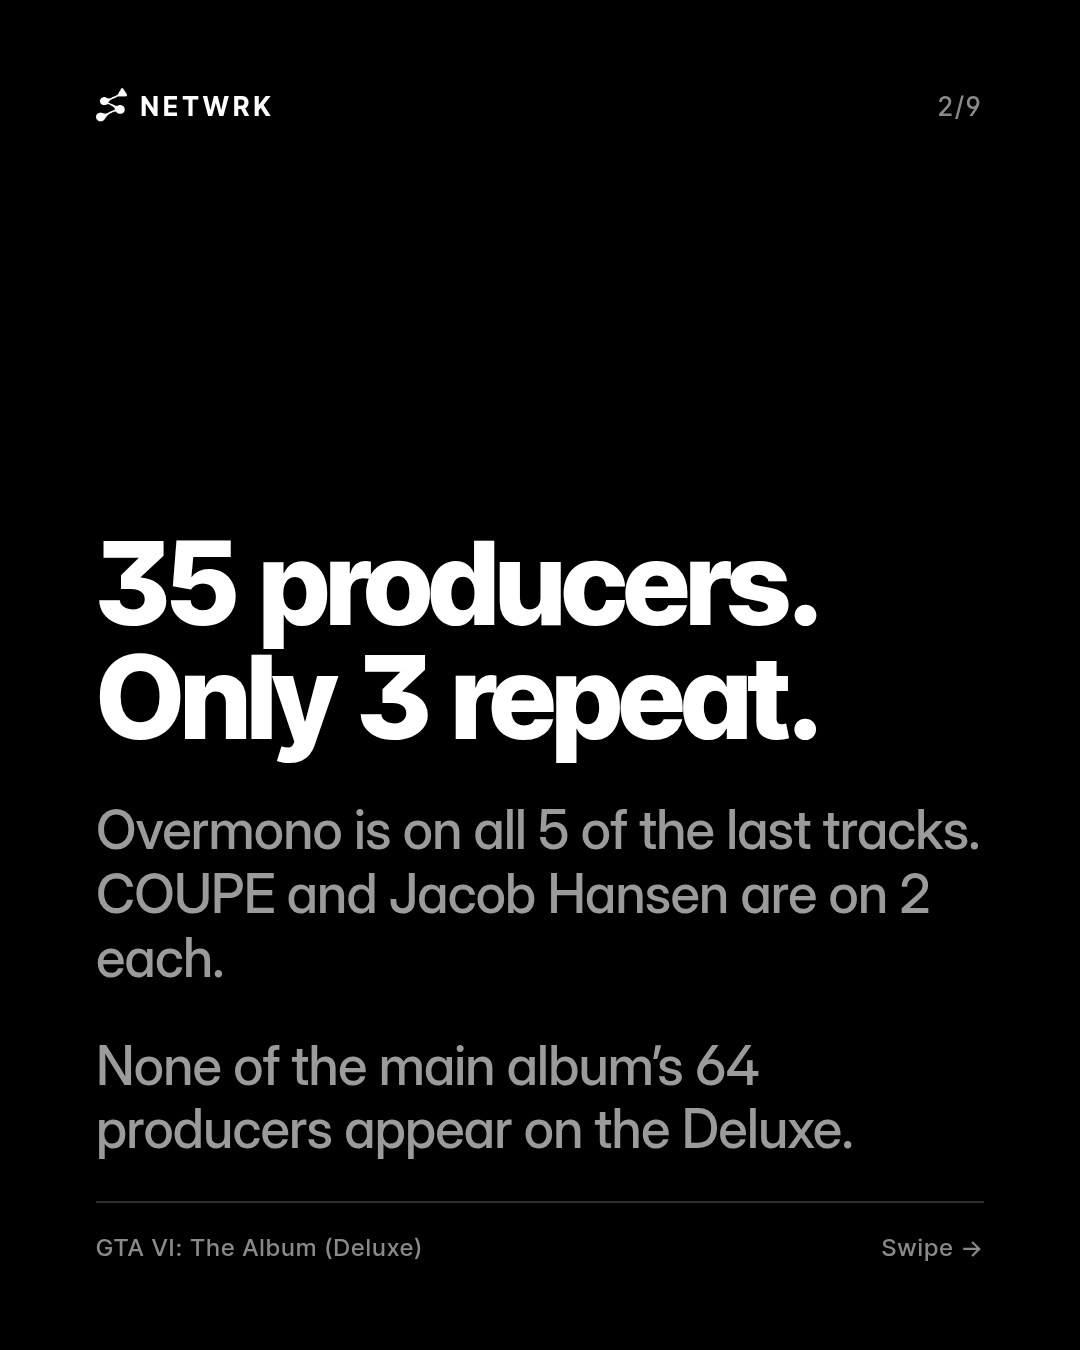 NETWRK
2/9
35 producers.
Only 3 repeat.
Overmono is on all 5 of the last tracks.
COUPE and Jacob Hansen are on 2
each.
None of the main album’s 64
producers appear on the Deluxe.
GTA VI: The Album (Deluxe)
Swipe →